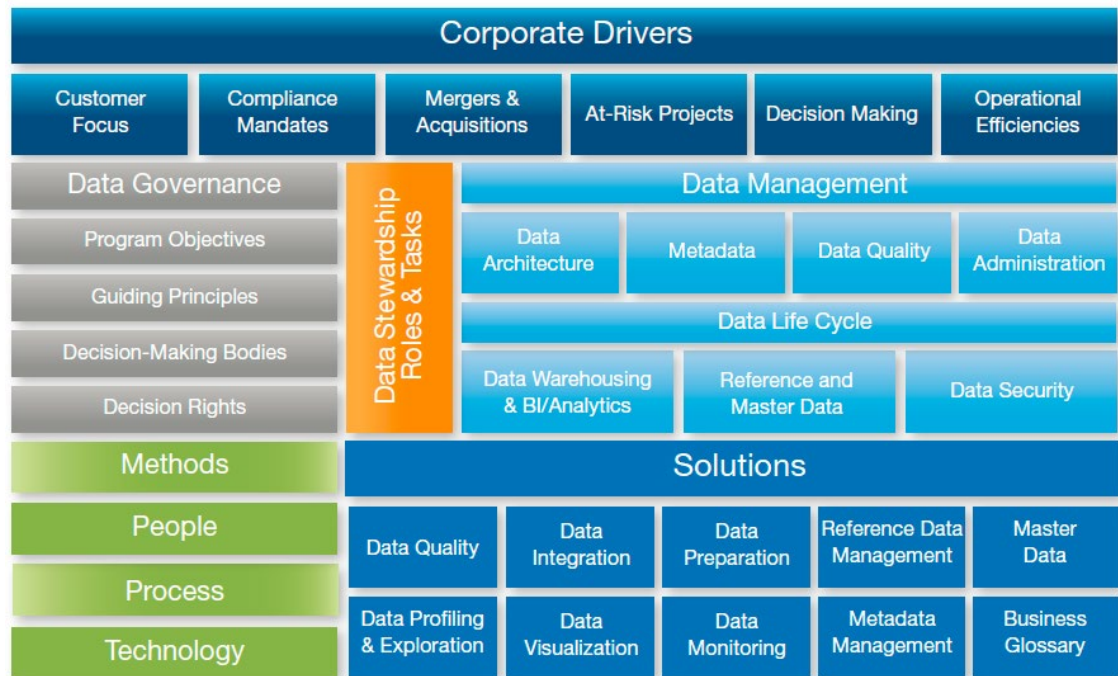 Corporate Drivers
Customer
Focus
Compliance
Mandates
Mergers &
Acquisitions
At-Risk Projects
Decision Making
Operational
Efficiencies
Data Governance
Program Objectives
Guiding Principles
Decision-Making Bodies
Decision Rights
Data Stewardship
Roles & Tasks
Data Management
Data
Architecture
Metadata
Data Quality
Data
Administration
Data Life Cycle
Data Warehousing
& BI/Analytics
Reference and
Master Data
Data Security
Methods
People
Process
Technology
Solutions
Data Quality
Data
Integration
Data
Preparation
Reference Data
Management
Master
Data
Data Profiling
& Exploration
Data
Visualization
Data
Monitoring
Metadata
Management
Business
Glossary